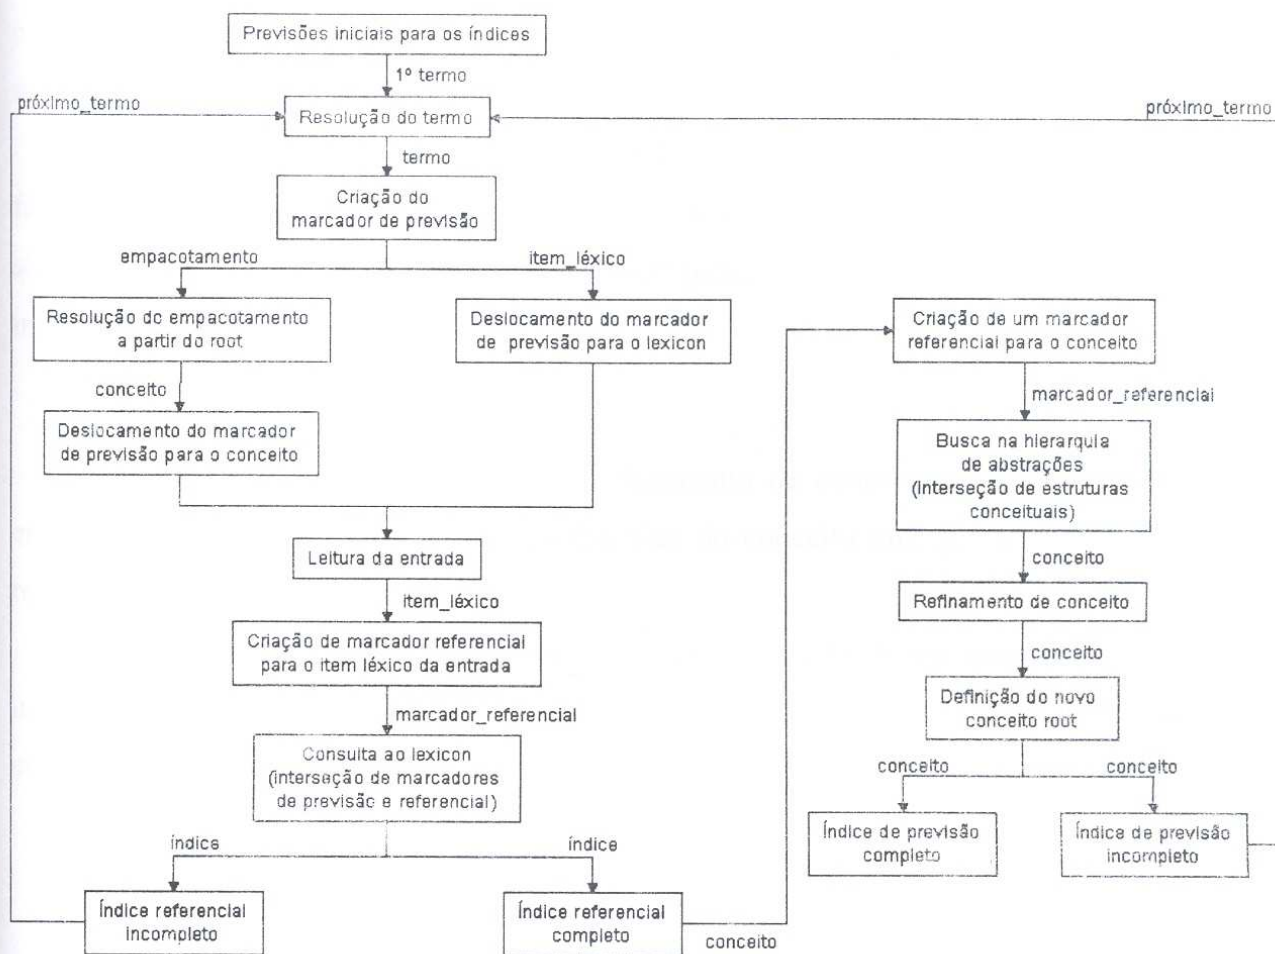 Previsões iniciais para os índices
1º termo
próximo_termo
próximo_termo
Resolução do termo
termo
Criação do
marcador de previsão
empacotamento
item_léxico
Resolução do empacotamento
a partir do root
Deslocamento do marcador
de previsão para o lexicon
conceito
Deslocamento do marcador
de previsão para o conceito
Leitura da entrada
item_léxico
Criação de marcador referencial
para o item léxico da entrada
marcador_referencial
Consulta ao lexicon
(interseção de marcadores
de previsão e referencial)
índice
índice
Índice referencial
incompleto
Índice referencial
completo
conceito
Criação de um marcador
referencial para o conceito
marcador_referencial
Busca na hierarquia
de abstrações
(interseção de estruturas
conceituais)
conceito
Refinamento de conceito
conceito
Definição do novo
conceito root
conceito
conceito
Índice de previsão
completo
Índice de previsão
incompleto